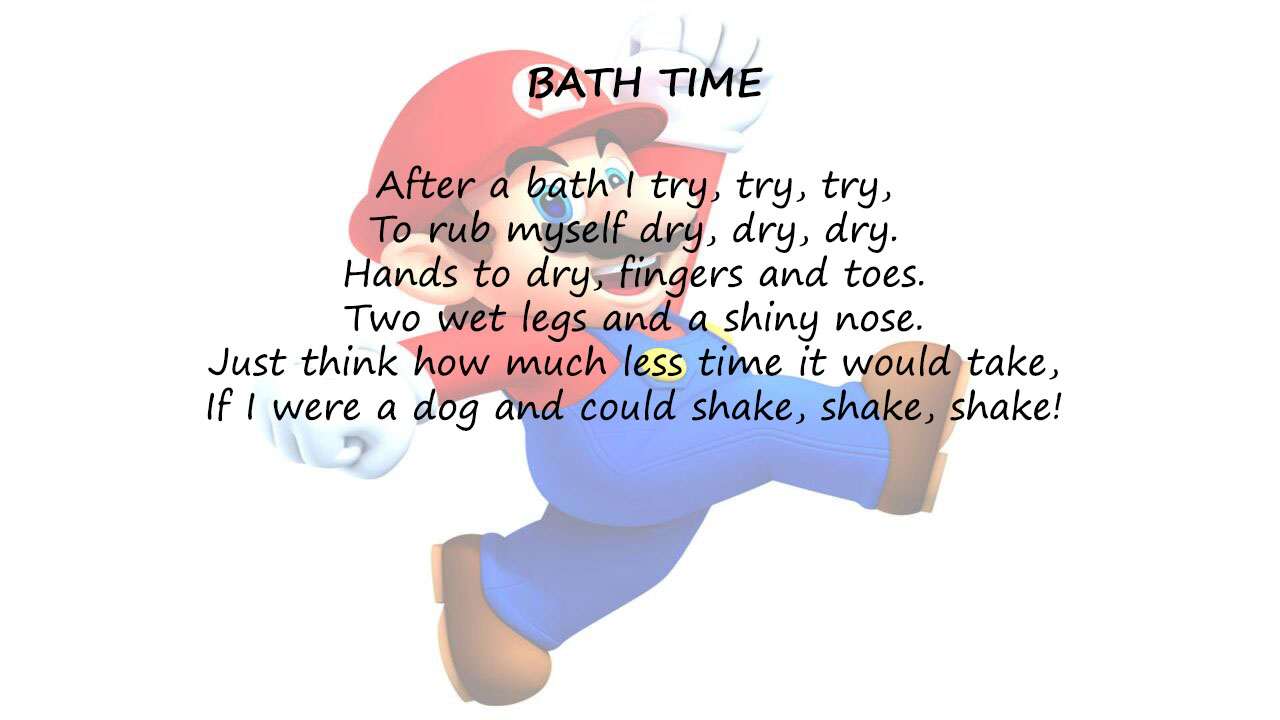 BATH TIME
After a bath I try, try, try,
To rub myself dry, dry, dry.
Hands to dry, fingers and toes.
Two wet legs and a shiny nose.
Just think how much less time it would take,
If I were a dog and could shake, shake, shake!